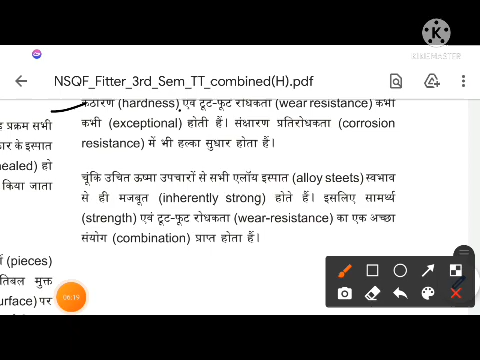 KINEMASTER
NSQF_Fitter_3rd_Sem_TT_combined(H).pdf
कठोरण (hardness) एवं टूट-फूट रोधकता (wear resistance) कभी
कभी (exceptional) होती हैं। संक्षारण प्रतिरोधकता (corrosion
resistance) में भी हल्का सुधार होता हैं।
चूंकि उचित ऊष्मा उपचारों से सभी एलॉय इस्पात (alloy steets) स्वभाव
से ही मजबूत (inherently strong) होते हैं। इसलिए सामर्थ्य
(strength) एवं टूट-फूट रोधकता (wear-resistance) का एक अच्छा
संयोग (combination) प्राप्त होता हैं।
प्रक्रम सभी
कार के इस्पात
nealed) हो
किया जाता
(pieces)
तिबल मुक्त
urface) पर
06:19